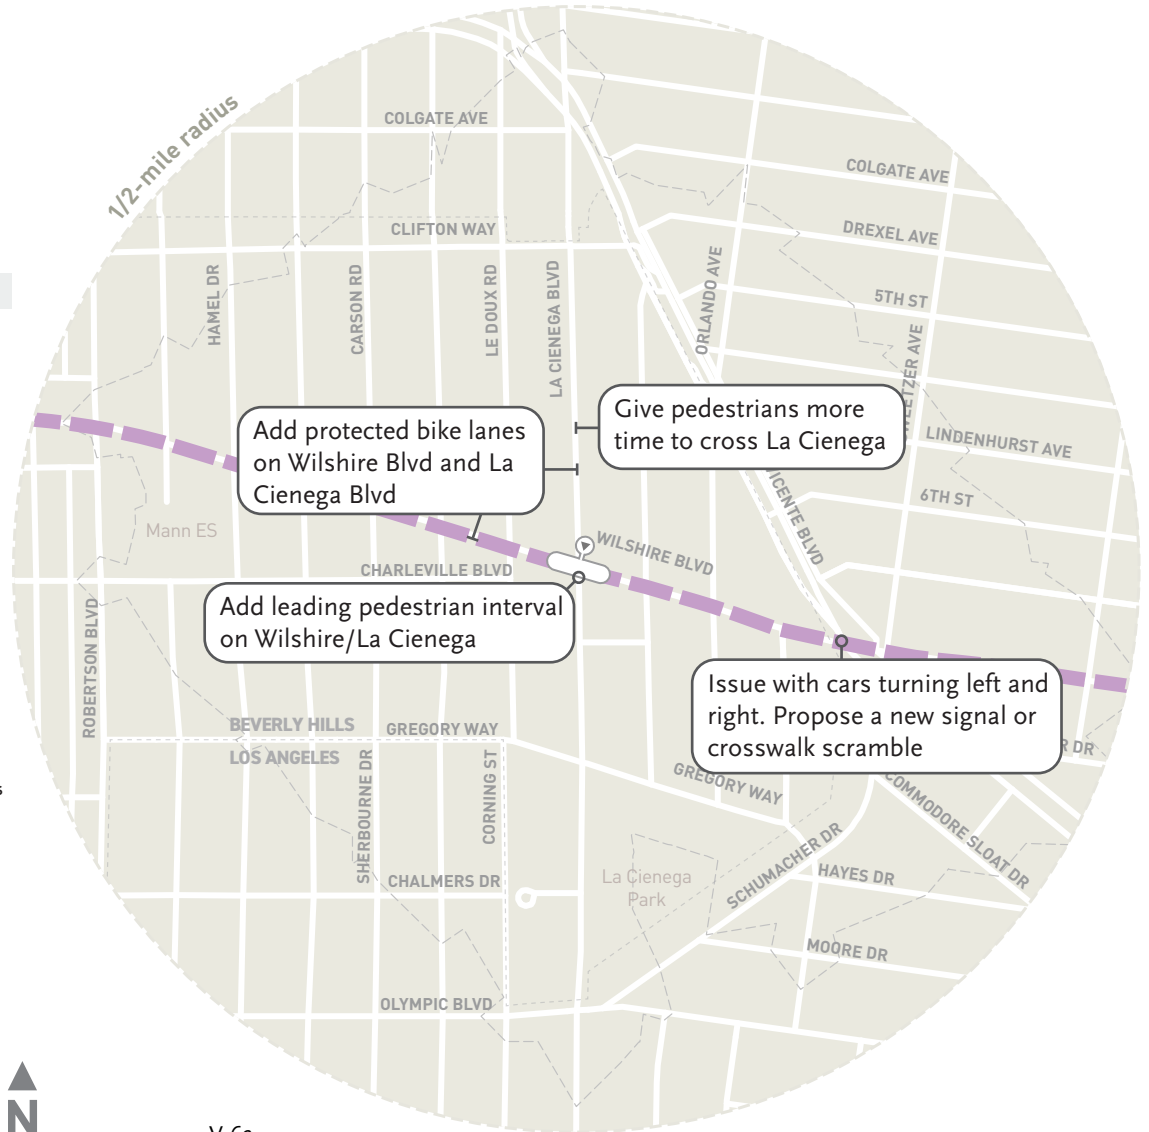 1/2-mile radius
COLGATE AVE
COLGATE AVE
CLIFTON WAY
DREXEL AVE
HAMEL DR
CARSON RD
LE DOUX RD
LA CIENEGA BLVD
ORLANDO AVE
5TH ST
Add protected bike lanes
on Wilshire Blvd and La
Cienega Blvd
Give pedestrians more
time to cross La Cienega
LINDENHURST AVE
6TH ST
Mann ES
WILSHIRE BLVD
CHARLEVILLE BLVD
Add leading pedestrian interval
on Wilshire/La Cienega
ROBERTSON BLVD
Issue with cars turning left and
right. Propose a new signal or
crosswalk scramble
BEVERLY HILLS
LOS ANGELES
GREGORY WAY
SHERBOURNE DR
CORNING ST
GREGORY WAY
COMMODORE SLOAT DR
SCHUMACHER DR
HAYES DR
CHALMERS DR
La Cienega
Park
MOORE DR
OLYMPIC BLVD
N